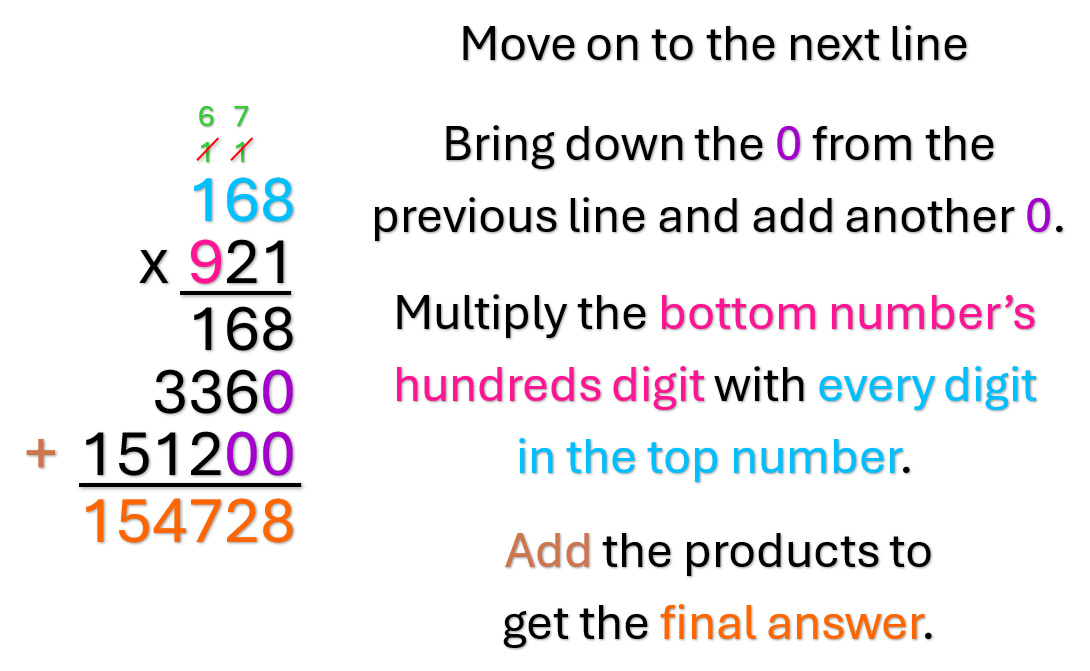 Move on to the next line
6 7
1 1
168
x 921
168
3360
+ 151200
154728
Bring down the 0 from the
previous line and add another 0.
Multiply the bottom number’s
hundreds digit with every digit
in the top number.
Add the products to
get the final answer.